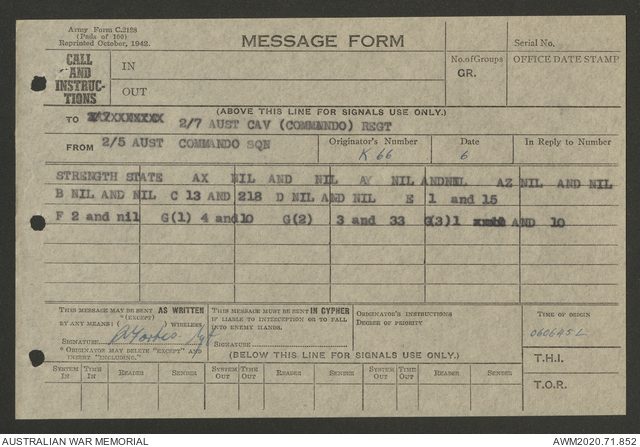 Army Form C.2128
(Pads of 100)
Reprinted October, 1942.
MESSAGE FORM
Serial No.
CALL
AND
INSTRUC-
TIONS
IN
OUT
No. of Groups
GR.
OFFICE DATE STAMP
(ABOVE THIS LINE FOR SIGNALS USE ONLY.)
TO 2/7 AUST CAV (COMMANDO) REGT
FROM 2/5 AUST COMMANDO SQN
Originator's Number
K 66
Date
6
In Reply to Number
STRENGTH STATE AX NIL AND NIL AY NIL AND NIL AZ NIL AND NIL
B NIL AND NIL C 13 AND 218 D NIL AND NIL E 1 and 15
F 2 and nil G(1) 4 and 10 G(2) 3 and 33 G(3) 1 AND 10
THIS MESSAGE MAY BE SENT AS WRITTEN
BY ANY MEANS *(EXCEPT) WIRELESS
SIGNATURE
* ORIGINATOR MAY DELETE "EXCEPT" AND
INSERT "INCLUDING."
THIS MESSAGE MUST BE SENT IN CYPHER
IF LIABLE TO INTERCEPTION OR TO FALL
INTO ENEMY HANDS.
SIGNATURE
ORIGINATOR'S INSTRUCTIONS
DEGREE OF PRIORITY
TIME OF ORIGIN
060645 L
(BELOW THIS LINE FOR SIGNALS USE ONLY.)
T.H.I.
T.O.R.
SYSTEM IN TIME IN READER SENDER SYSTEM OUT TIME OUT READER SENDER SYSTEM OUT TIME OUT READER SENDER
AUSTRALIAN WAR MEMORIAL
AWM2020.71.852